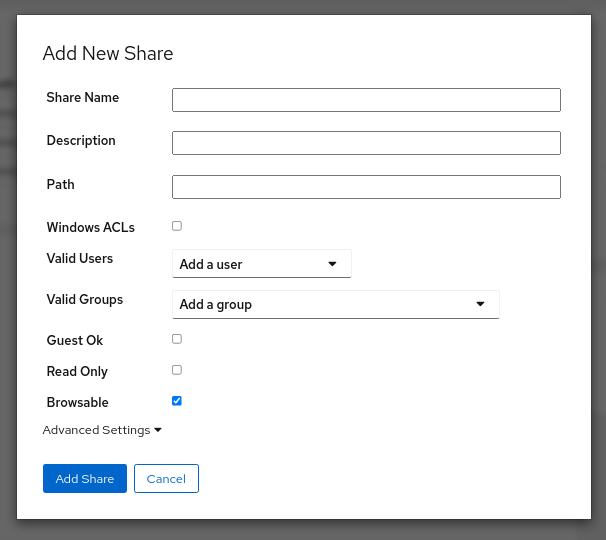 Add New Share
Share Name
Description
Path
Windows ACLs
Valid Users
Add a user
Valid Groups
Add a group
Guest Ok
Read Only
Browsable
Advanced Settings
Add Share Cancel